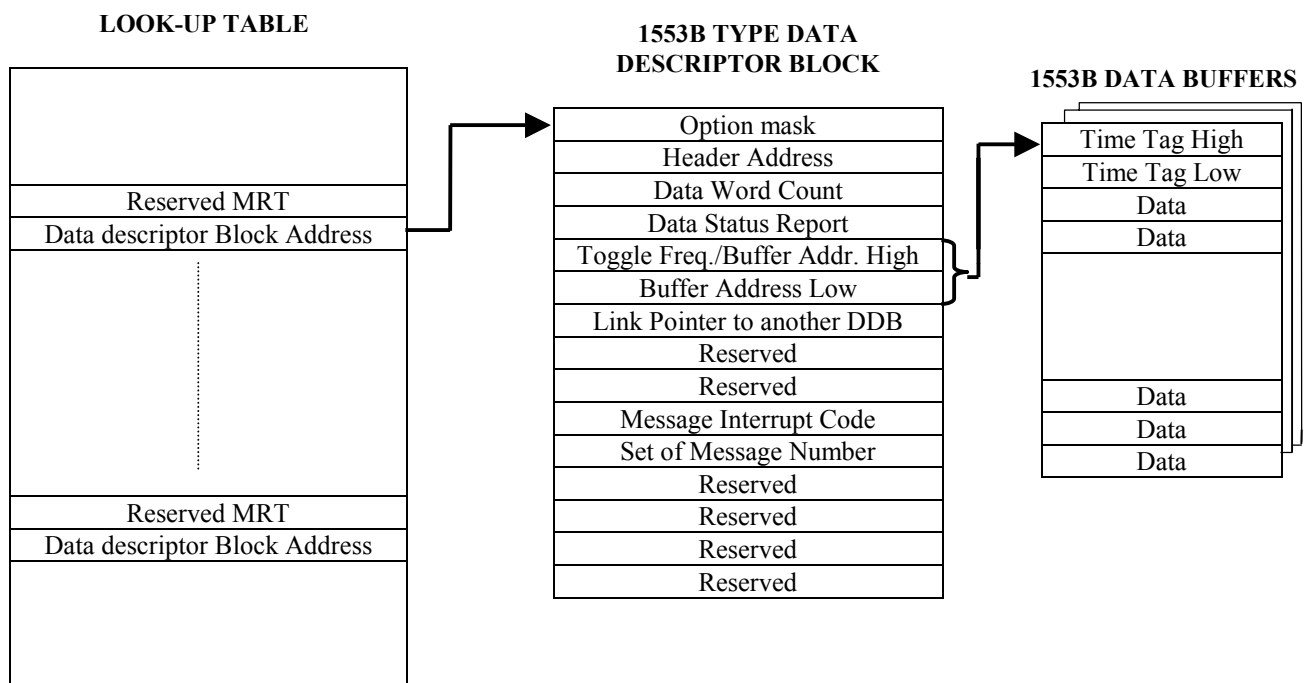 LOOK-UP TABLE
Reserved MRT
Data descriptor Block Address
Reserved MRT
Data descriptor Block Address
1553B TYPE DATA
DESCRIPTOR BLOCK
Option mask
Header Address
Data Word Count
Data Status Report
Toggle Freq./Buffer Addr. High
Buffer Address Low
Link Pointer to another DDB
Reserved
Reserved
Message Interrupt Code
Set of Message Number
Reserved
Reserved
Reserved
Reserved
1553B DATA BUFFERS
Time Tag High
Time Tag Low
Data
Data
Data
Data
Data